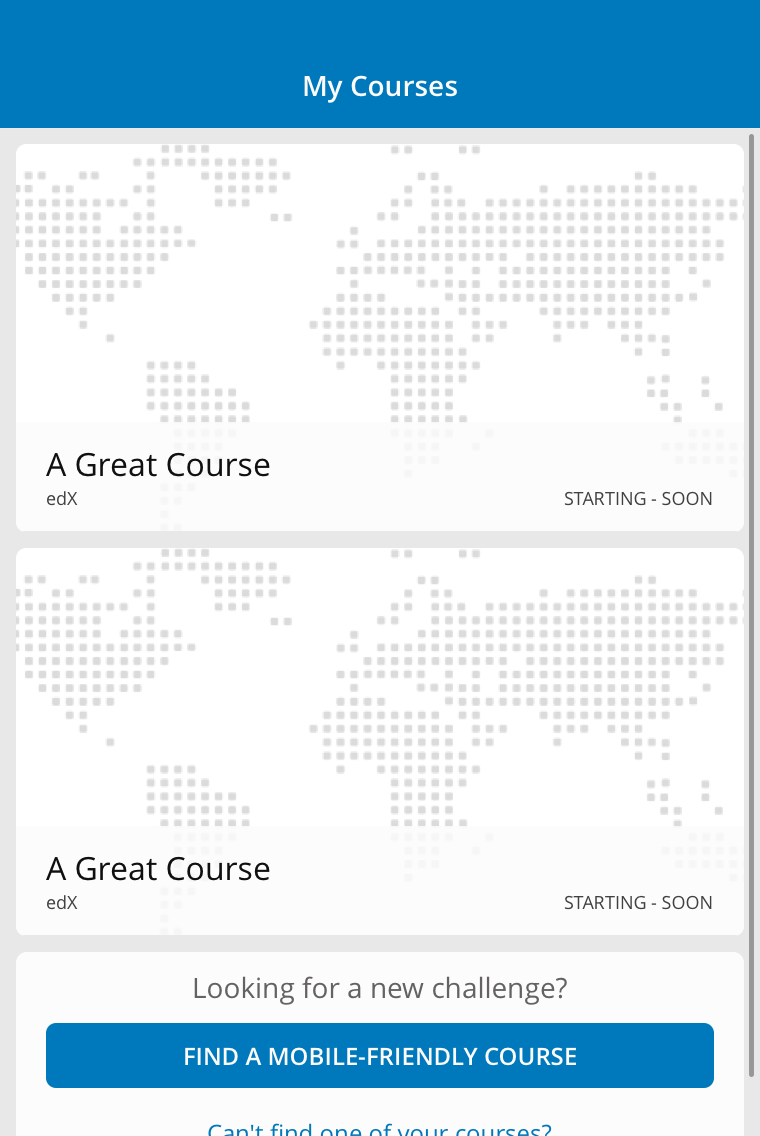 My Courses
A Great Course
edX
STARTING - SOON
A Great Course
edX
STARTING - SOON
Looking for a new challenge?
FIND A MOBILE-FRIENDLY COURSE
Can't find one of your courses?